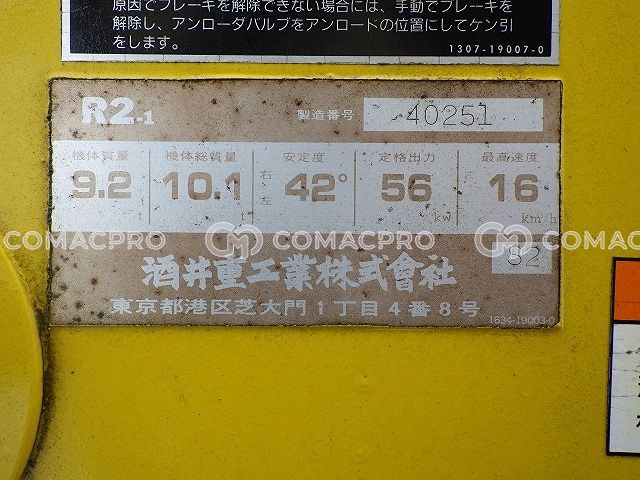 原因でブレーキを解除できない場合には、手動でブレーキを
解除し、アンローダバルブをアンロードの位置にしてケン引
をします。
1307-19007-0
R2-1 製造番号 40251
機体質量 機体総質量 安定度 定格出力 最高速度
9.2 10.1 右・左 42° 56 kw 16 km/h
COMACPRO COMACPRO COMACPRO
82
酒井重工業株式會社
東京都港区芝大門1丁目4番8号
1634-19003-0